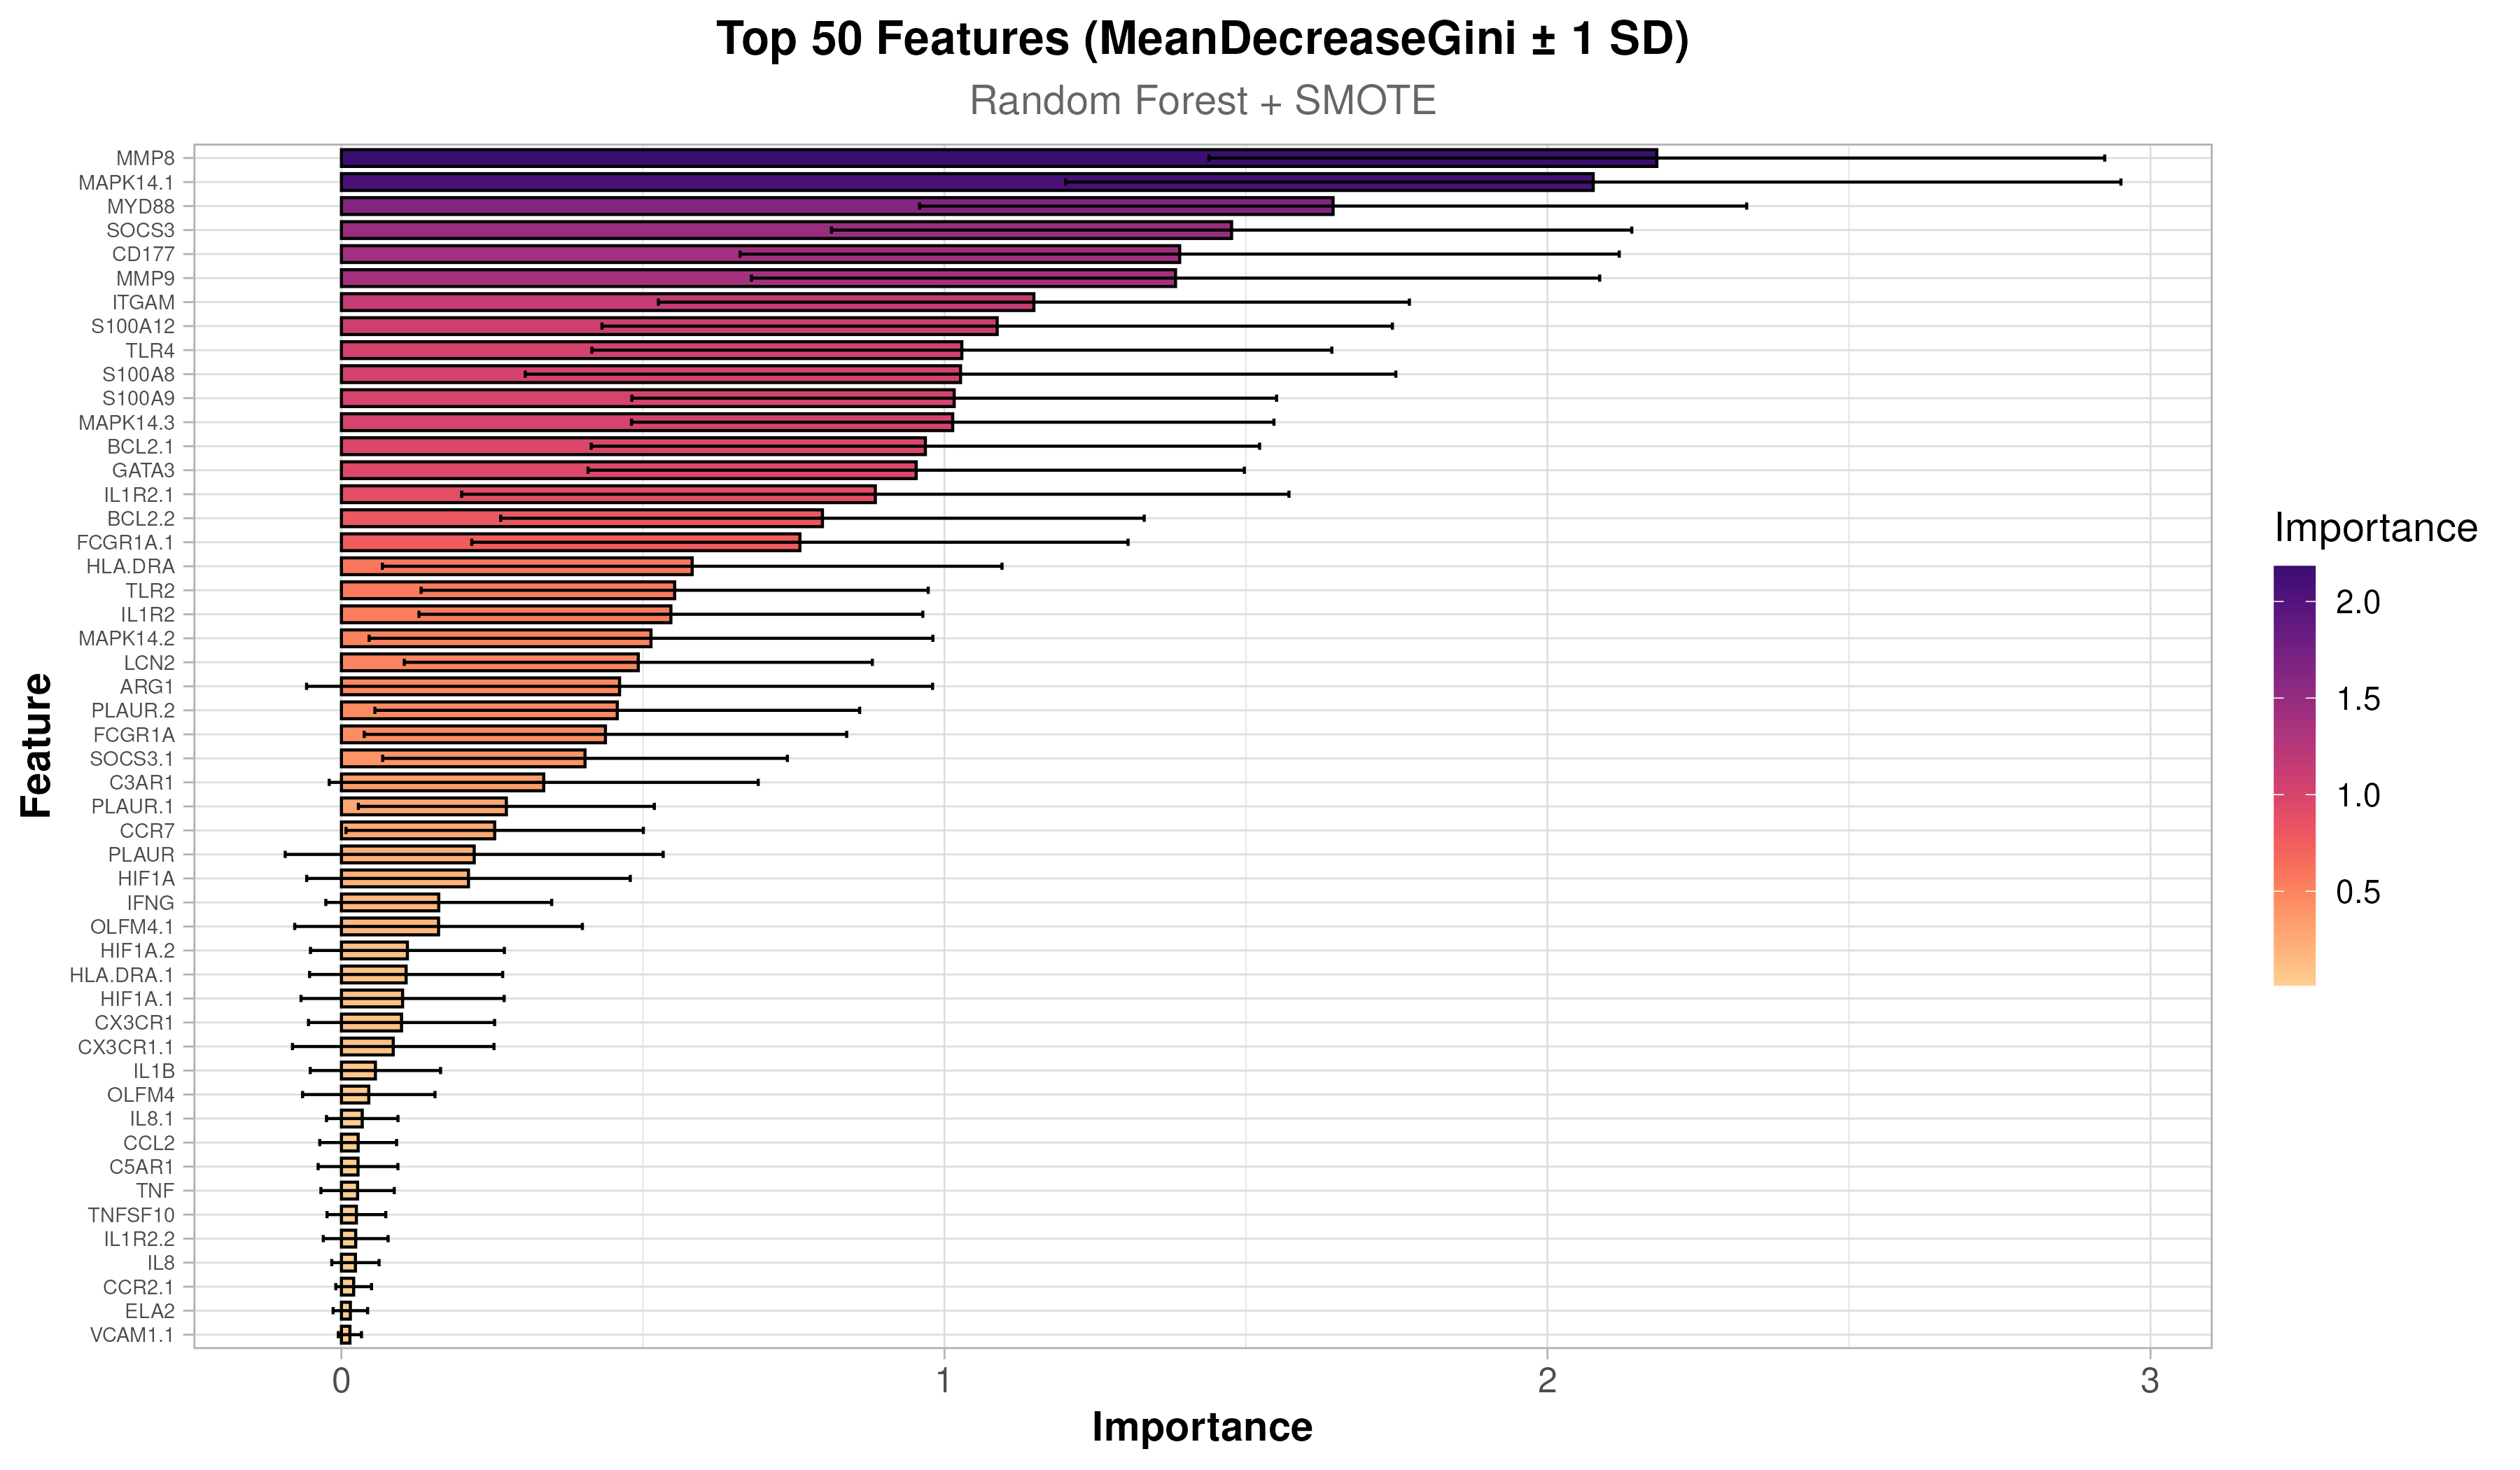 Top 50 Features (MeanDecreaseGini ± 1 SD)
Random Forest + SMOTE
Feature
MMP8
MAPK14.1
MYD88
SOCS3
CD177
MMP9
ITGAM
S100A12
TLR4
S100A8
S100A9
MAPK14.3
BCL2.1
GATA3
IL1R2.1
BCL2.2
FCGR1A.1
HLA.DRA
TLR2
IL1R2
MAPK14.2
LCN2
ARG1
PLAUR.2
FCGR1A
SOCS3.1
C3AR1
PLAUR.1
CCR7
PLAUR
HIF1A
IFNG
OLFM4.1
HIF1A.2
HLA.DRA.1
HIF1A.1
CX3CR1
CX3CR1.1
IL1B
OLFM4
IL8.1
CCL2
C5AR1
TNF
TNFSF10
IL1R2.2
IL8
CCR2.1
ELA2
VCAM1.1
0 1 2 3
Importance
Importance
2.0
1.5
1.0
0.5